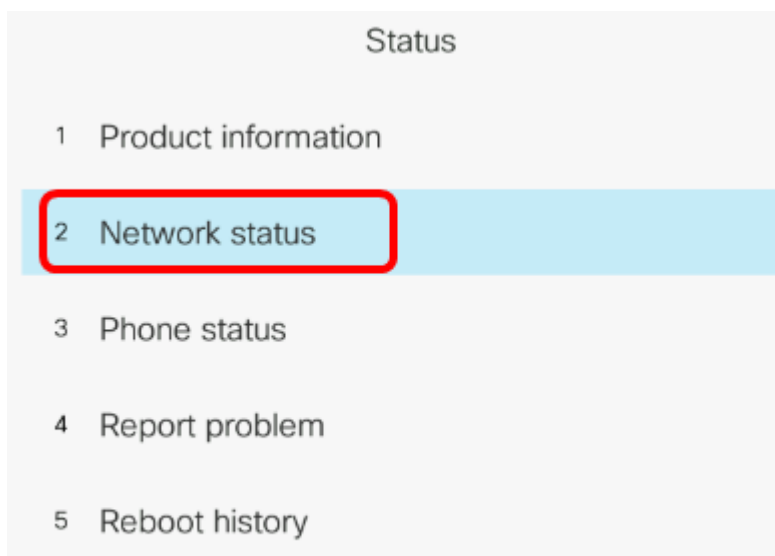 Status
1 Product information
2 Network status
3 Phone status
4 Report problem
5 Reboot history